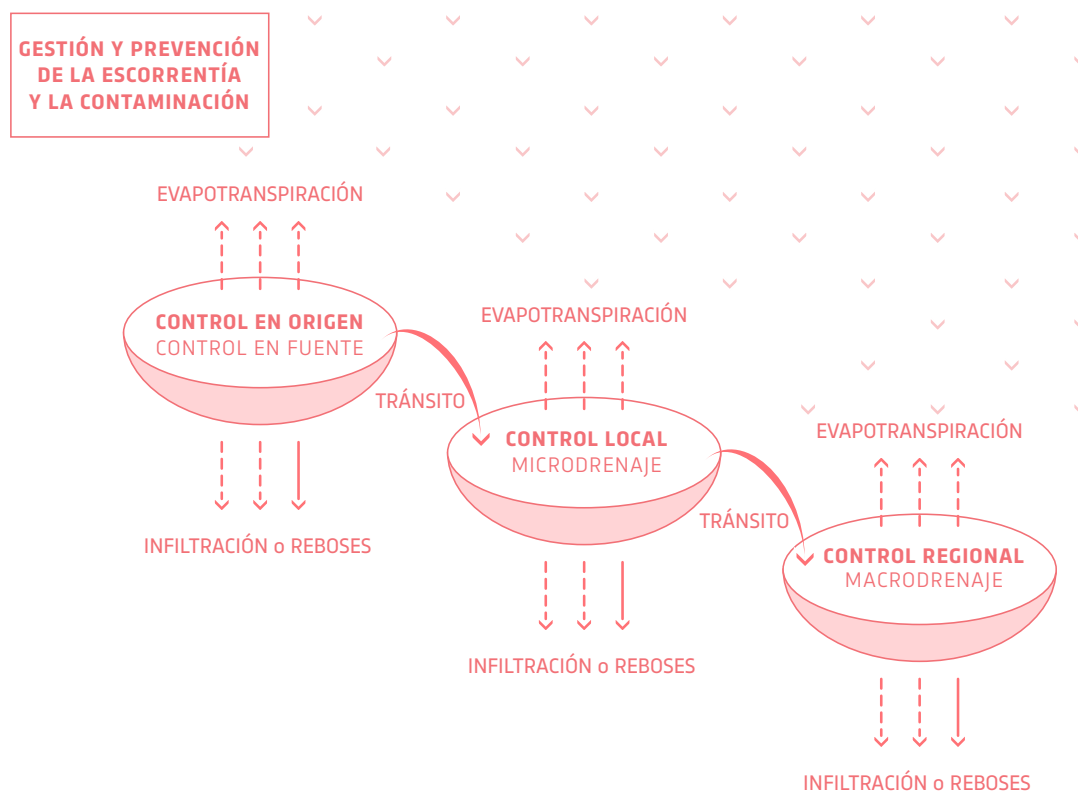 GESTIÓN Y PREVENCIÓN
DE LA ESCORRENTÍA
Y LA CONTAMINACIÓN
EVAPOTRANSPIRACIÓN
CONTROL EN ORIGEN
CONTROL EN FUENTE
TRÁNSITO
INFILTRACIÓN o REBOSES
EVAPOTRANSPIRACIÓN
CONTROL LOCAL
MICRODRENAJE
TRÁNSITO
INFILTRACIÓN o REBOSES
EVAPOTRANSPIRACIÓN
CONTROL REGIONAL
MACRODRENAJE
INFILTRACIÓN o REBOSES